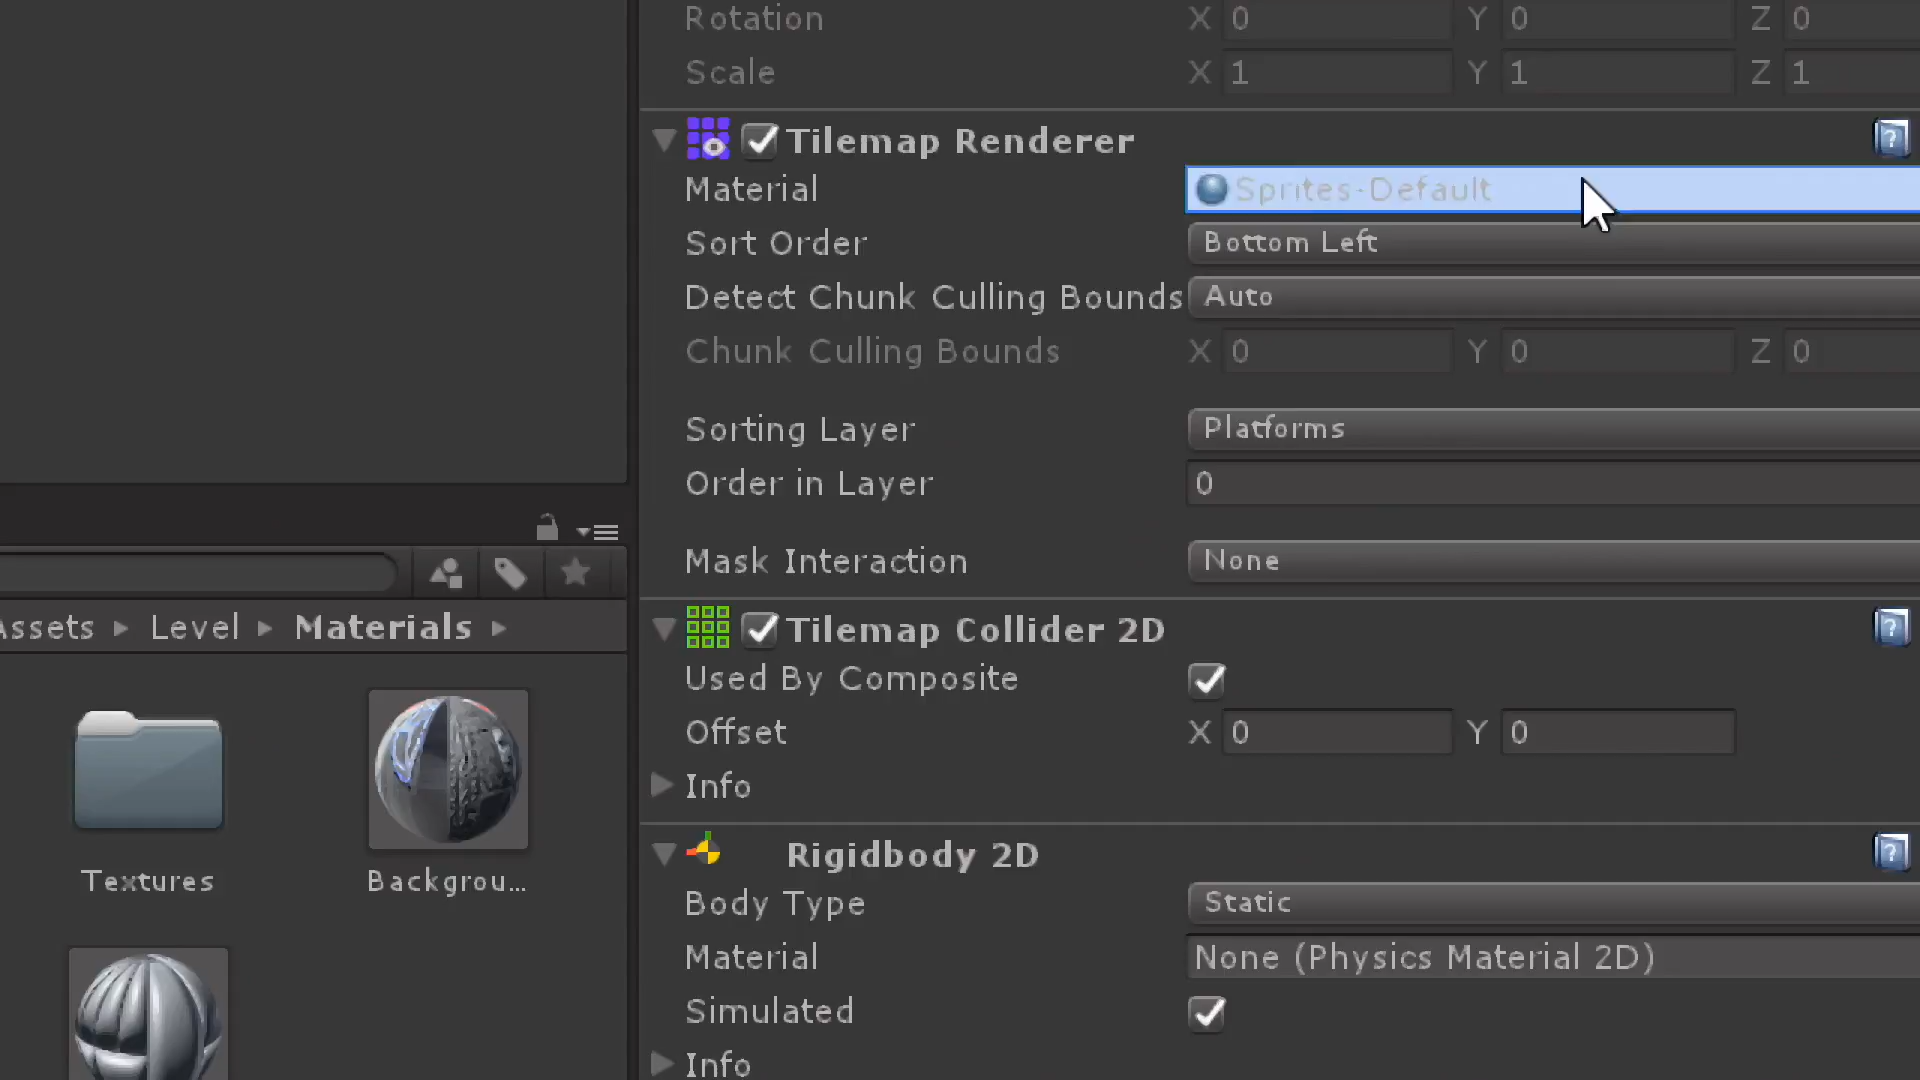 Rotation X 0 Y 0 Z 0
Scale X 1 Y 1 Z 1
Tilemap Renderer
Material Sprites-Default
Sort Order Bottom Left
Detect Chunk Culling Bounds Auto
Chunk Culling Bounds X 0 Y 0 Z 0
Sorting Layer Platforms
Order in Layer 0
Mask Interaction None
Tilemap Collider 2D
Used By Composite
Offset X 0 Y 0
Info
Rigidbody 2D
Body Type Static
Material None (Physics Material 2D)
Simulated
Info
Assets Level Materials
Textures
Backgrou...